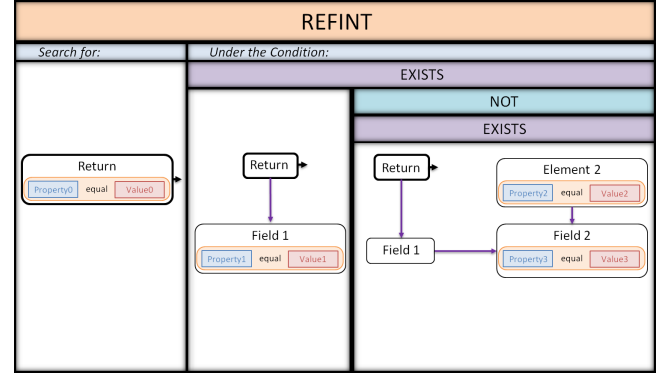 REFINT
Search for:
Under the Condition:
EXISTS
NOT
EXISTS
Return
Property0 equal Value0
Return
Field 1
Property1 equal Value1
Return
Field 1
Element 2
Property2 equal Value2
Field 2
Property3 equal Value3